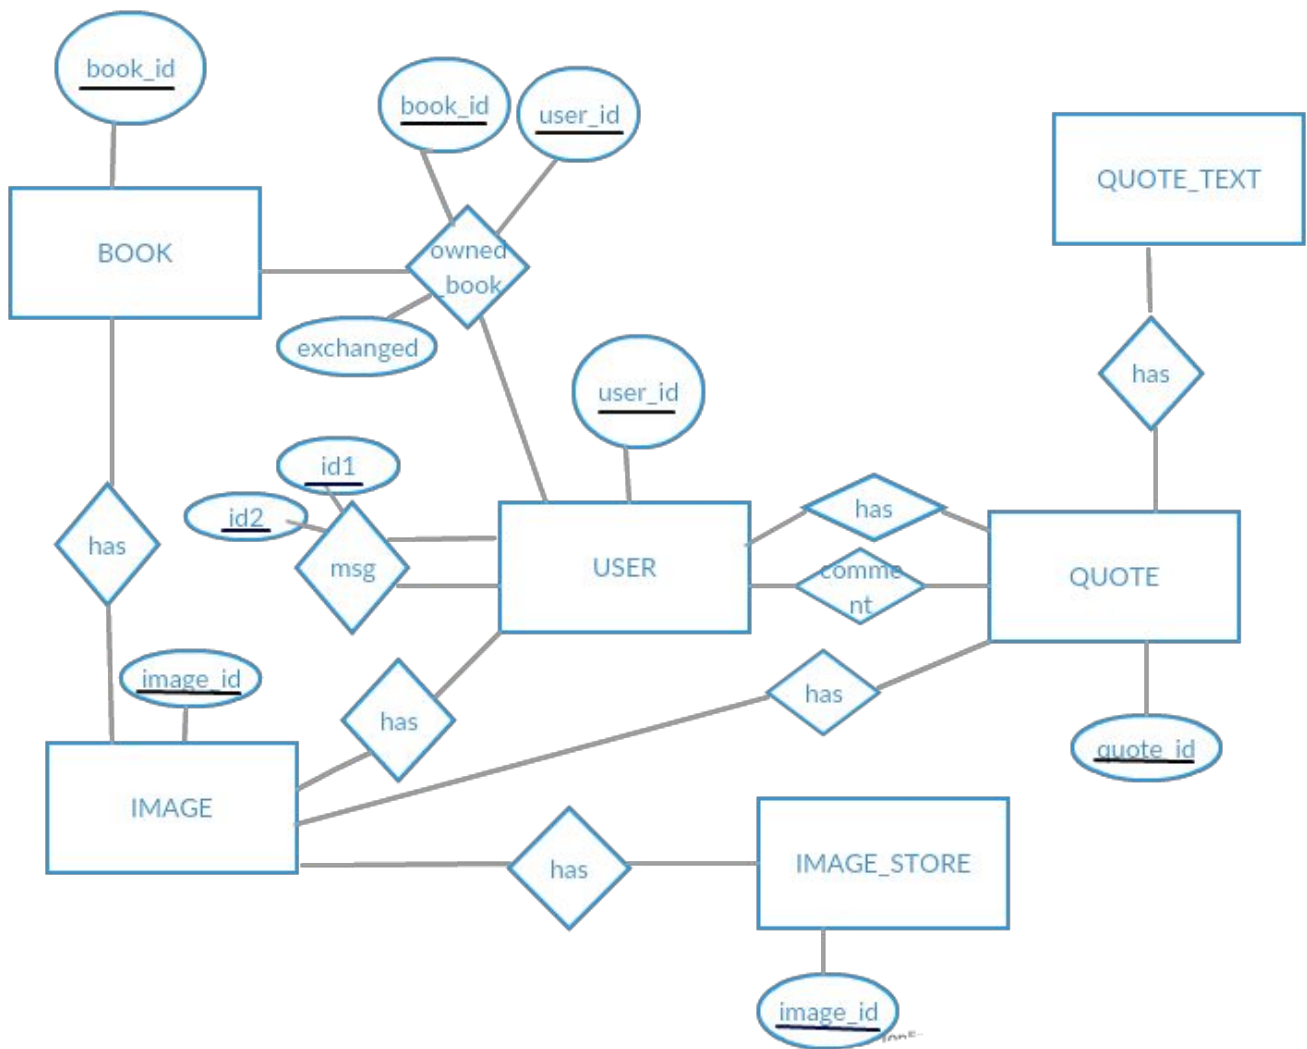 book_id
book_id
user_id
QUOTE_TEXT
BOOK
owned
_book
exchanged
has
user_id
id1
id2
has
has
msg
USER
comme
nt
QUOTE
image_id
has
has
quote_id
IMAGE
has
IMAGE_STORE
image_id